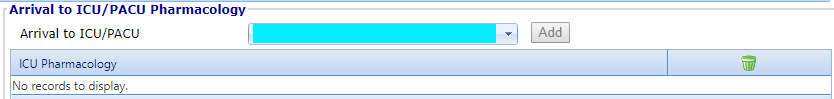 Arrival to ICU/PACU Pharmacology
Arrival to ICU/PACU Add
ICU Pharmacology
No records to display.